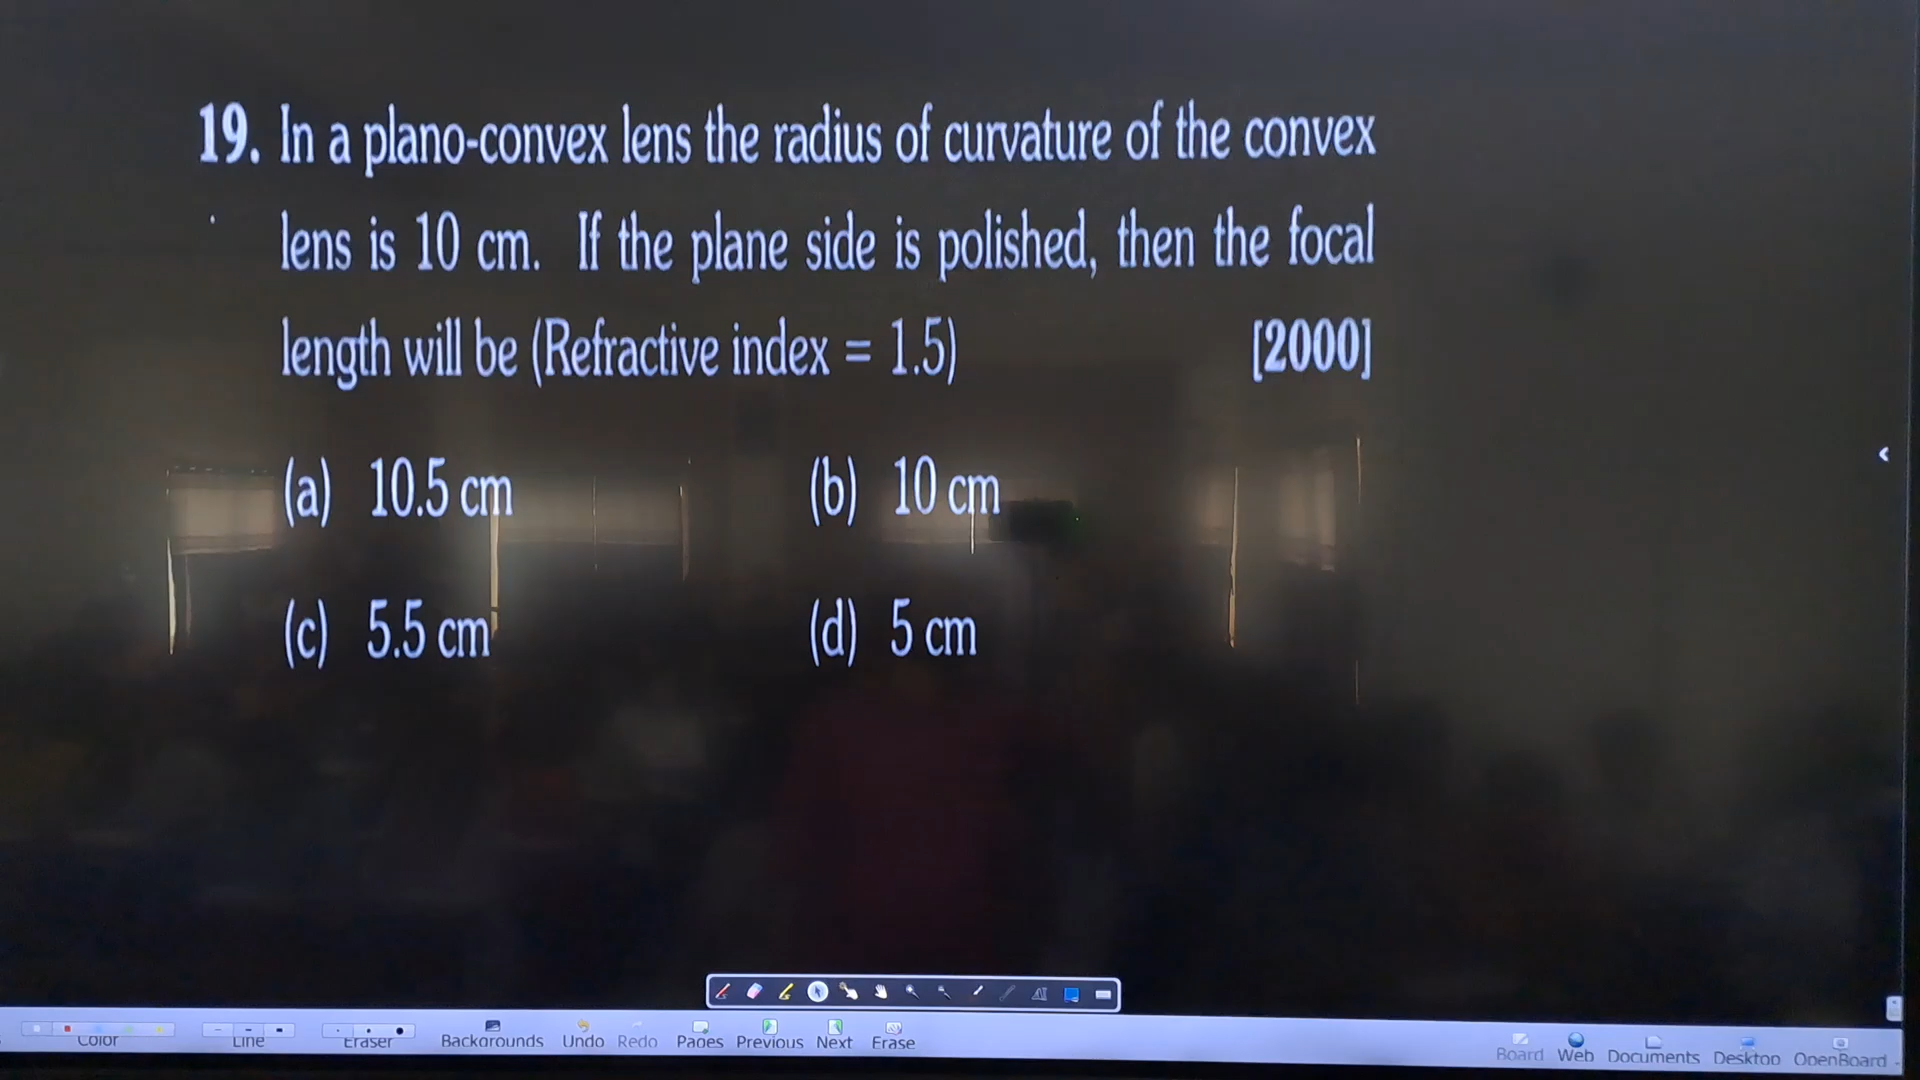 19. In a plano-convex lens the radius of curvature of the convex
lens is 10 cm. If the plane side is polished, then the focal
length will be (Refractive index = 1.5) [2000]
(a) 10.5 cm (b) 10 cm
(c) 5.5 cm (d) 5 cm
Color Line Eraser Backgrounds Undo Redo Pages Previous Next Erase Board Web Documents Desktop OpenBoard